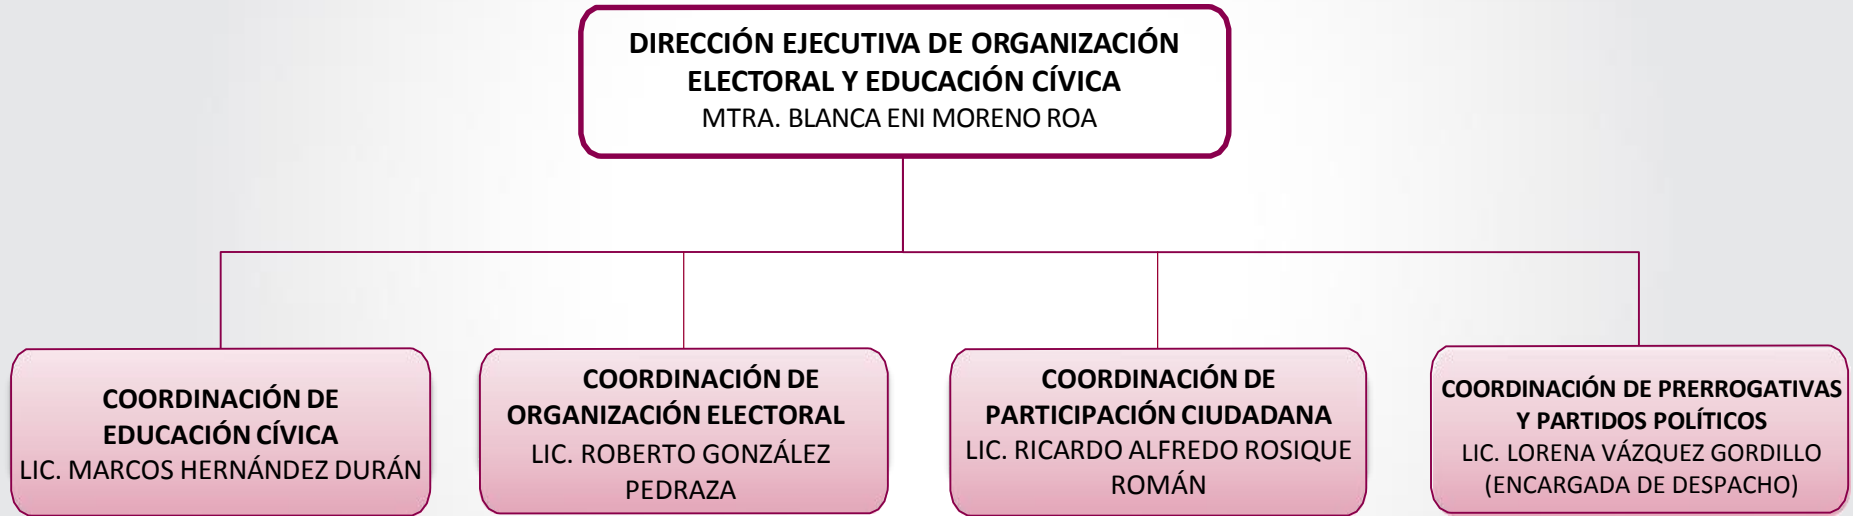 DIRECCIÓN EJECUTIVA DE ORGANIZACIÓN
ELECTORAL Y EDUCACIÓN CÍVICA
MTRA. BLANCA ENI MORENO ROA
COORDINACIÓN DE
EDUCACIÓN CÍVICA
LIC. MARCOS HERNÁNDEZ DURÁN
COORDINACIÓN DE
ORGANIZACIÓN ELECTORAL
LIC. ROBERTO GONZÁLEZ
PEDRAZA
COORDINACIÓN DE
PARTICIPACIÓN CIUDADANA
LIC. RICARDO ALFREDO ROSIQUE
ROMÁN
COORDINACIÓN DE PRERROGATIVAS
Y PARTIDOS POLÍTICOS
LIC. LORENA VÁZQUEZ GORDILLO
(ENCARGADA DE DESPACHO)